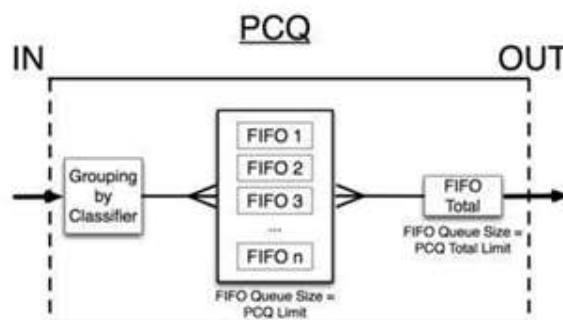 PCQ
IN
OUT
Grouping
by
Classifier
FIFO 1
FIFO 2
FIFO 3
...
FIFO n
FIFO Queue Size =
PCQ Limit
FIFO
Total
FIFO Queue Size =
PCQ Total Limit